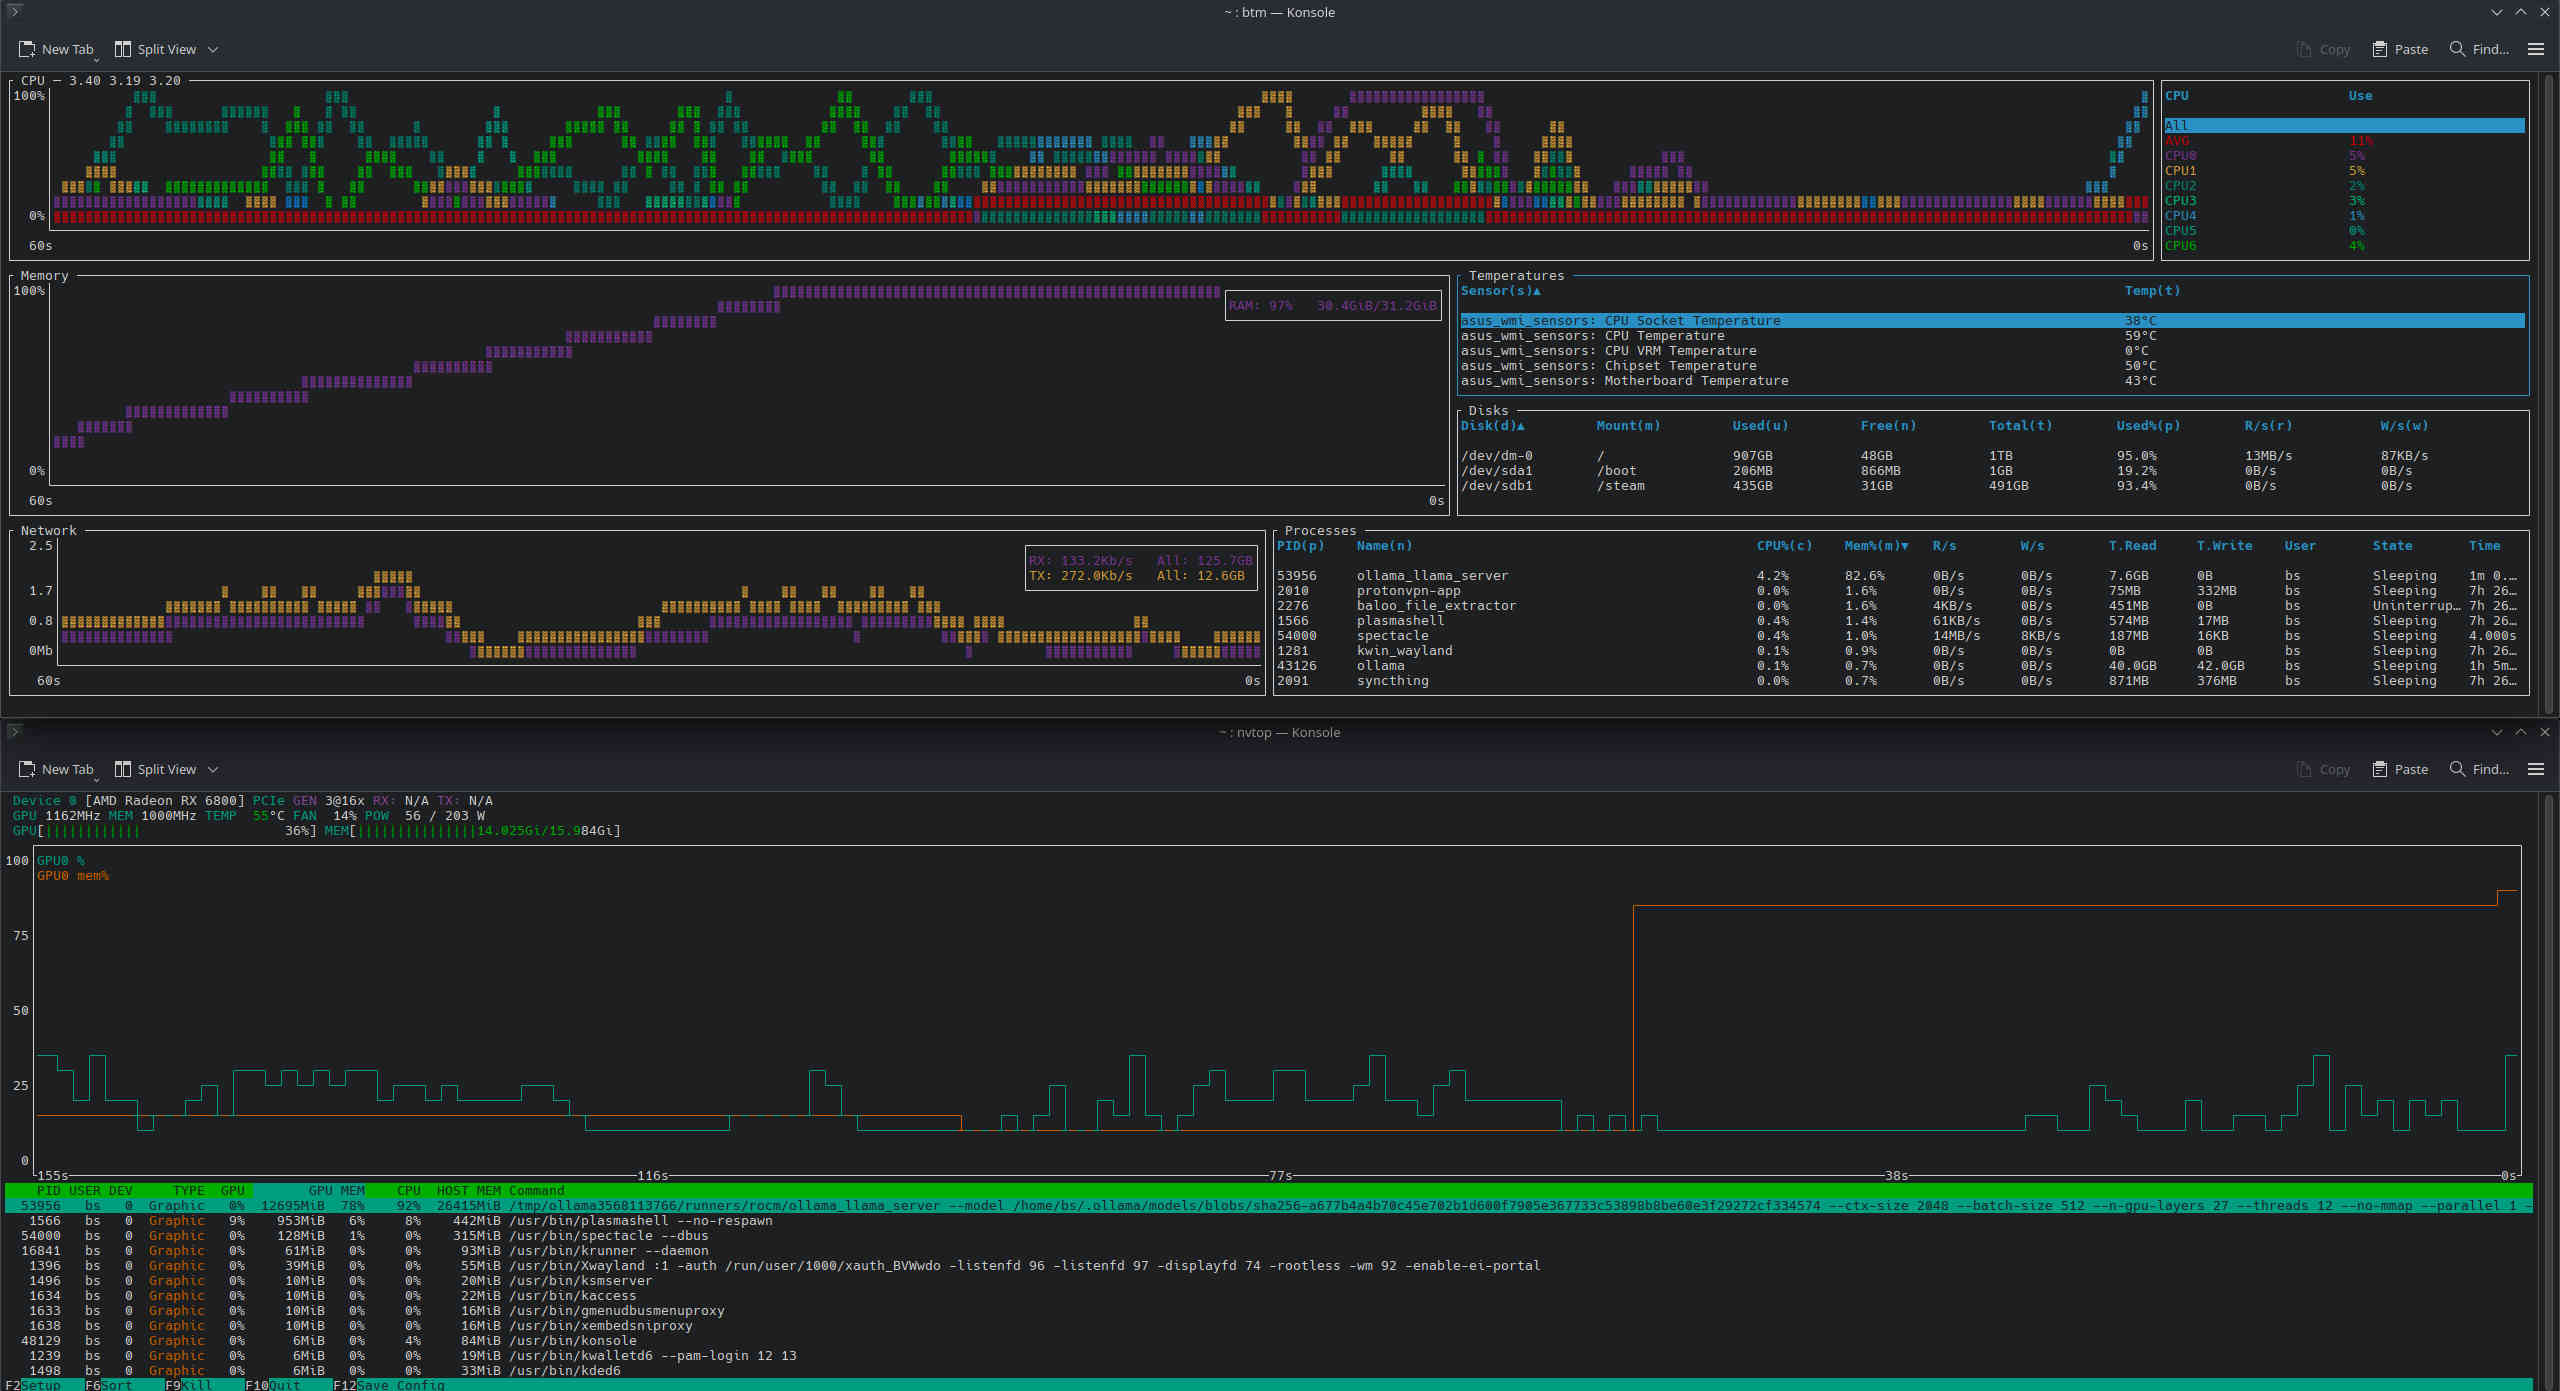 ~ : btm — Konsole
New Tab Split View Copy Paste Find...
CPU — 3.40 3.19 3.20
100%
0%
60s 0s
CPU Use
All
AVG 11%
CPU0 5%
CPU1 5%
CPU2 2%
CPU3 3%
CPU4 1%
CPU5 0%
CPU6 4%
Memory
100%
RAM: 97% 30.4GiB/31.2GiB
0%
60s 0s
Temperatures
Sensor(s)▲ Temp(t)
asus_wmi_sensors: CPU Socket Temperature 38°C
asus_wmi_sensors: CPU Temperature 59°C
asus_wmi_sensors: CPU VRM Temperature 0°C
asus_wmi_sensors: Chipset Temperature 50°C
asus_wmi_sensors: Motherboard Temperature 43°C
Disks
Disk(d)▲ Mount(m) Used(u) Free(n) Total(t) Used%(p) R/s(r) W/s(w)
/dev/dm-0 / 907GB 48GB 1TB 95.0% 13MB/s 87KB/s
/dev/sda1 /boot 206MB 866MB 1GB 19.2% 0B/s 0B/s
/dev/sdb1 /steam 435GB 31GB 491GB 93.4% 0B/s 0B/s
Network
2.5
1.7
0.8
0Mb
60s 0s
RX: 133.2Kb/s All: 125.7GB
TX: 272.0Kb/s All: 12.6GB
Processes
PID(p) Name(n) CPU%(c) Mem%(m)▼ R/s W/s T.Read T.Write User State Time
53956 ollama_llama_server 4.2% 82.6% 0B/s 0B/s 7.6GB 0B bs Sleeping 1m 0.…
2010 protonvpn-app 0.0% 1.6% 0B/s 0B/s 75MB 332MB bs Sleeping 7h 26…
2276 baloo_file_extractor 0.0% 1.6% 4KB/s 0B/s 451MB 0B bs Uninterrup… 7h 26…
1566 plasmashell 0.4% 1.4% 61KB/s 0B/s 574MB 17MB bs Sleeping 7h 26…
54000 spectacle 0.4% 1.0% 14MB/s 8KB/s 187MB 16KB bs Sleeping 4.000s
1281 kwin_wayland 0.1% 0.9% 0B/s 0B/s 0B 0B bs Sleeping 7h 26…
43126 ollama 0.1% 0.7% 0B/s 0B/s 40.0GB 42.0GB bs Sleeping 1h 5m…
2091 syncthing 0.0% 0.7% 0B/s 0B/s 871MB 376MB bs Sleeping 7h 26…
~ : nvtop — Konsole
New Tab Split View Copy Paste Find...
Device 0 [AMD Radeon RX 6800] PCIe GEN 3@16x RX: N/A TX: N/A
GPU 1162MHz MEM 1000MHz TEMP 55°C FAN 14% POW 56 / 203 W
GPU[|||||||||||| 36%] MEM[|||||||||||||||14.025Gi/15.984Gi]
100
GPU0 %
GPU0 mem%
75
50
25
0
155s 116s 77s 38s 0s
PID USER DEV TYPE GPU GPU MEM CPU HOST MEM Command
53956 bs 0 Graphic 0% 12695MiB 78% 92% 26415MiB /tmp/ollama3568113766/runners/rocm/ollama_llama_server --model /home/bs/.ollama/models/blobs/sha256-a677b4a4b70c45e702b1d600f7905e367733c53898b8be60e3f29272cf334574 --ctx-size 2048 --batch-size 512 --n-gpu-layers 27 --threads 12 --no-mmap --parallel 1 -
1566 bs 0 Graphic 9% 953MiB 6% 8% 442MiB /usr/bin/plasmashell --no-respawn
54000 bs 0 Graphic 0% 128MiB 1% 0% 315MiB /usr/bin/spectacle --dbus
16841 bs 0 Graphic 0% 61MiB 0% 0% 93MiB /usr/bin/krunner --daemon
1396 bs 0 Graphic 0% 39MiB 0% 0% 55MiB /usr/bin/Xwayland :1 -auth /run/user/1000/xauth_BVWwdo -listenfd 96 -listenfd 97 -displayfd 74 -rootless -wm 92 -enable-ei-portal
1496 bs 0 Graphic 0% 10MiB 0% 0% 20MiB /usr/bin/ksmserver
1634 bs 0 Graphic 0% 10MiB 0% 0% 22MiB /usr/bin/kaccess
1633 bs 0 Graphic 0% 10MiB 0% 0% 16MiB /usr/bin/gmenudbusmenuproxy
1638 bs 0 Graphic 0% 10MiB 0% 0% 16MiB /usr/bin/xembedsniproxy
48129 bs 0 Graphic 0% 6MiB 0% 4% 84MiB /usr/bin/konsole
1239 bs 0 Graphic 0% 6MiB 0% 0% 19MiB /usr/bin/kwalletd6 --pam-login 12 13
1498 bs 0 Graphic 0% 6MiB 0% 0% 33MiB /usr/bin/kded6
F2Setup F6Sort F9Kill F10Quit F12Save Config